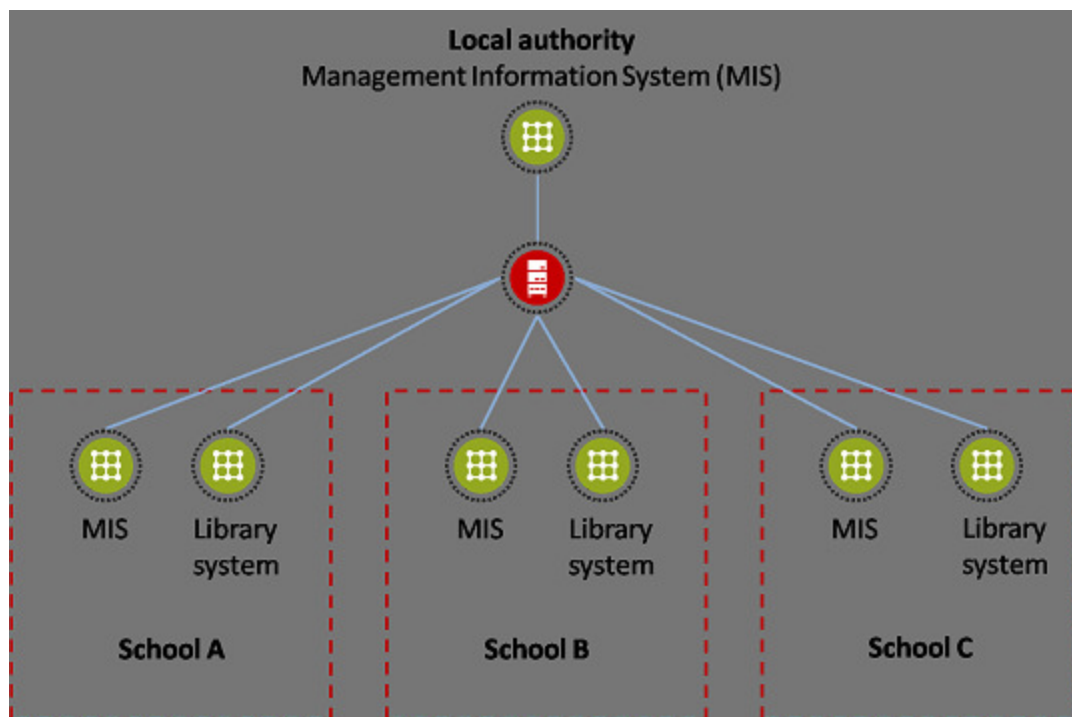 Local authority
Management Information System (MIS)
MIS
Library
system
MIS
Library
system
MIS
Library
system
School A
School B
School C